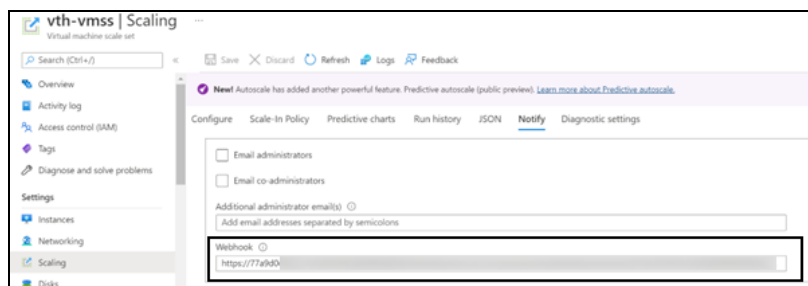 vth-vmss | Scaling ...
Virtual machine scale set
Search (Ctrl+/) «
Save Discard Refresh Logs Feedback
Overview
Activity log
Access control (IAM)
Tags
Diagnose and solve problems
Settings
Instances
Networking
Scaling
Disks
New! Autoscale has added another powerful feature. Predictive autoscale (public preview). Learn more about Predictive autoscale.
Configure Scale-In Policy Predictive charts Run history JSON Notify Diagnostic settings
Email administrators
Email co-administrators
Additional administrator email(s)
Add email addresses separated by semicolons
Webhook
https://77a9d0